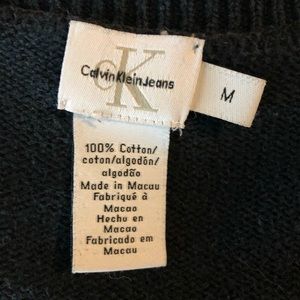 cK
Calvin Klein Jeans
M
100% Cotton/
coton/algodón/
algodão
Made in Macau
Fabriqué à
Macao
Hecho en
Macao
Fabricado em
Macau